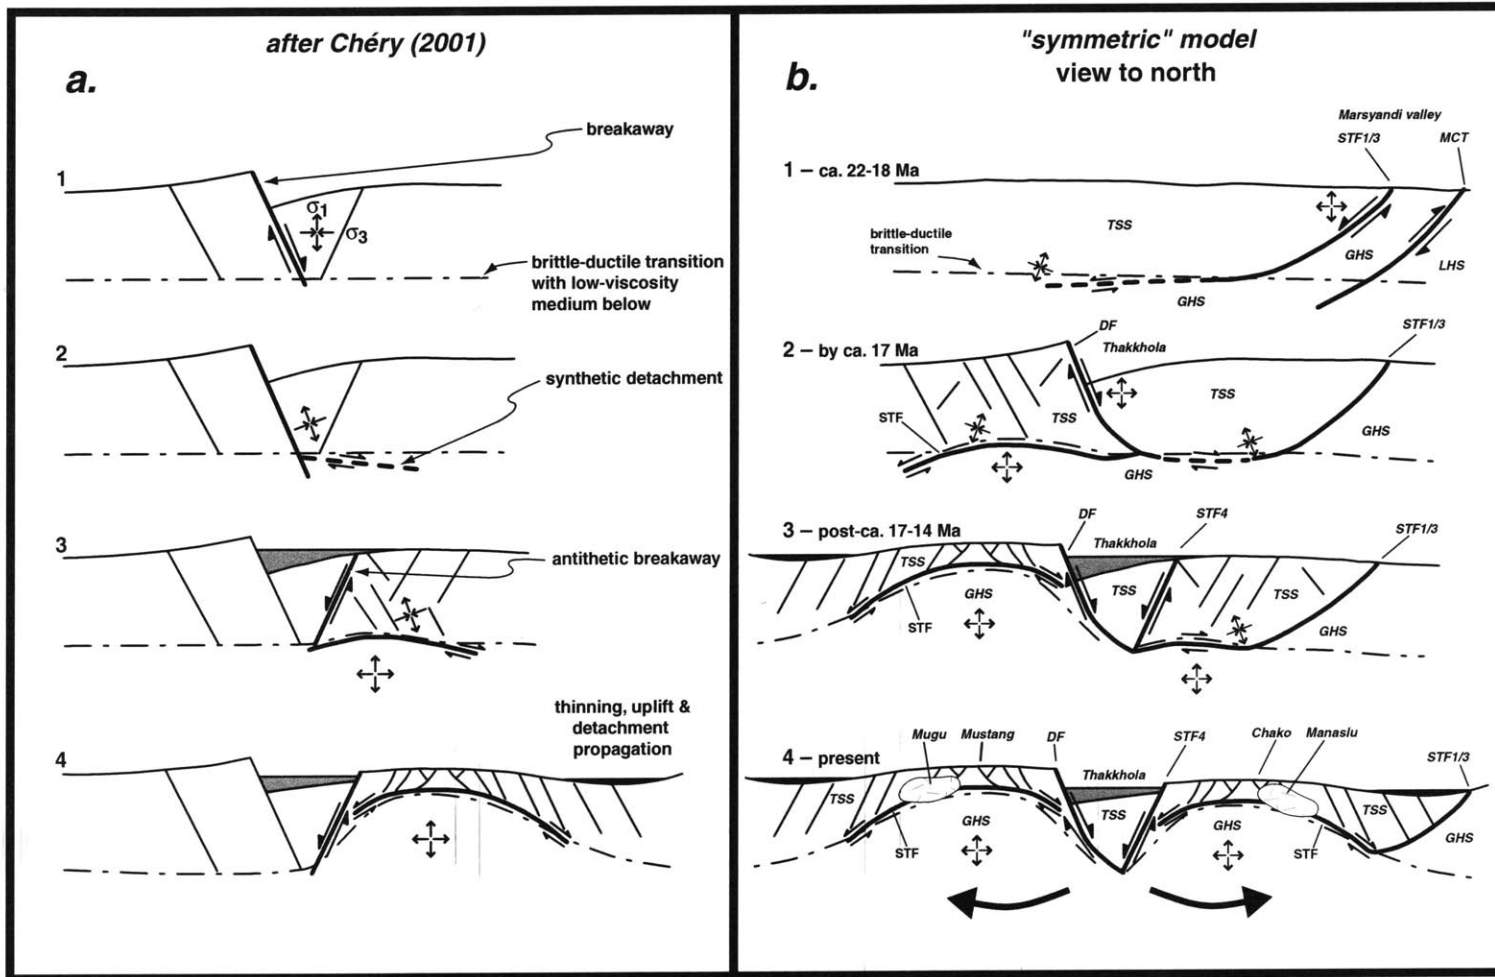 after Chéry (2001)
a.
breakaway
1
σ1
σ3
brittle-ductile transition
with low-viscosity
medium below
2
synthetic detachment
3
antithetic breakaway
thinning, uplift &
detachment
propagation
4
"symmetric" model
view to north
b.
Marsyandi valley
STF1/3
MCT
1 – ca. 22-18 Ma
TSS
brittle-ductile
transition
GHS
LHS
GHS
DF
STF1/3
2 – by ca. 17 Ma
Thakkhola
TSS
STF
TSS
GHS
GHS
DF
STF4
3 – post-ca. 17-14 Ma
STF1/3
Thakkhola
TSS
GHS
TSS
TSS
STF
GHS
Mugu
Mustang
DF
STF4
Chako
Manaslu
4 – present
STF1/3
Thakkhola
TSS
TSS
TSS
GHS
GHS
GHS
STF
STF